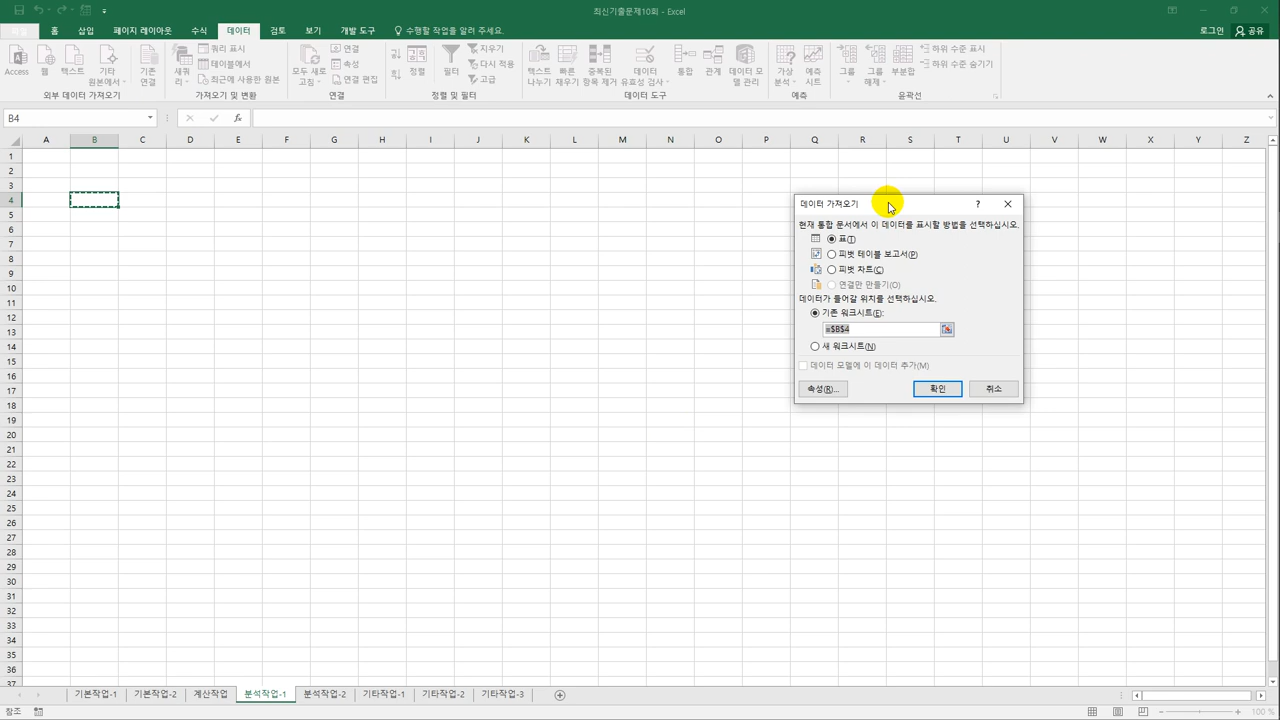 최신기출문제10회 - Excel
파일 홈 삽입 페이지 레이아웃 수식 데이터 검토 보기 개발 도구 수행할 작업을 알려 주세요. 로그인 공유
Access
웹
텍스트
기타
원본에서
기존
연결
외부 데이터 가져오기
새쿼
리
쿼리 표시
테이블에서
최근에 사용한 원본
가져오기 및 변환
모두 새로
고침
연결
속성
연결 편집
연결
정렬
필터
지우기
다시 적용
고급
정렬 및 필터
텍스트
나누기
빠른
채우기
중복된
항목 제거
데이터
유효성 검사
통합
관계
데이터 모
델 관리
데이터 도구
가상
분석
예측
시트
예측
그룹
그룹
해제
부분합
하위 수준 표시
하위 수준 숨기기
윤곽선
B4
fx
A B C D E F G H I J K L M N O P Q R S T U V W X Y Z
1
2
3
4
5
6
7
8
9
10
11
12
13
14
15
16
17
18
19
20
21
22
23
24
25
26
27
28
29
30
31
32
33
34
35
36
37
데이터 가져오기 ?
현재 통합 문서에서 이 데이터를 표시할 방법을 선택하십시오.
표(T)
피벗 테이블 보고서(P)
피벗 차트(C)
연결만 만들기(O)
데이터가 들어갈 위치를 선택하십시오.
기존 워크시트(E):
=$B$4
새 워크시트(N)
데이터 모델에 이 데이터 추가(M)
속성(R)... 확인 취소
기본작업-1 기본작업-2 계산작업 분석작업-1 분석작업-2 기타작업-1 기타작업-2 기타작업-3
참조 100 %